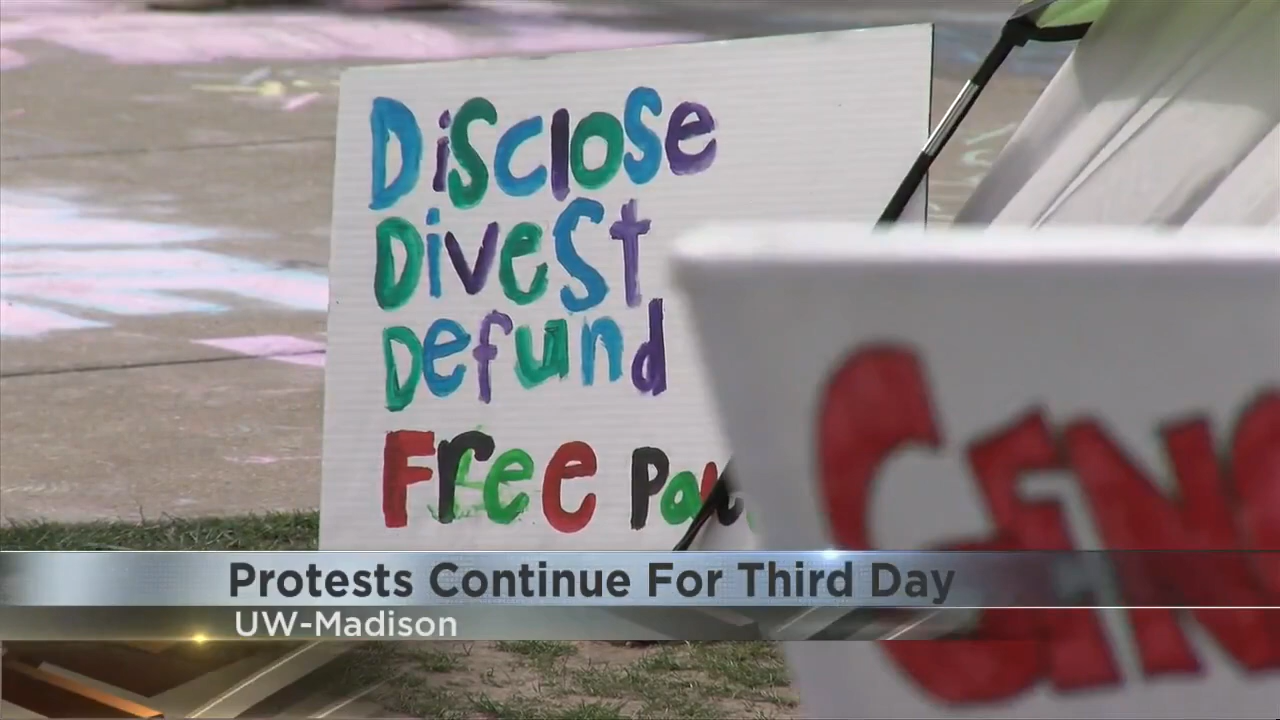 Disclose
Divest
Defund
Free
Protests Continue For Third Day
UW-Madison